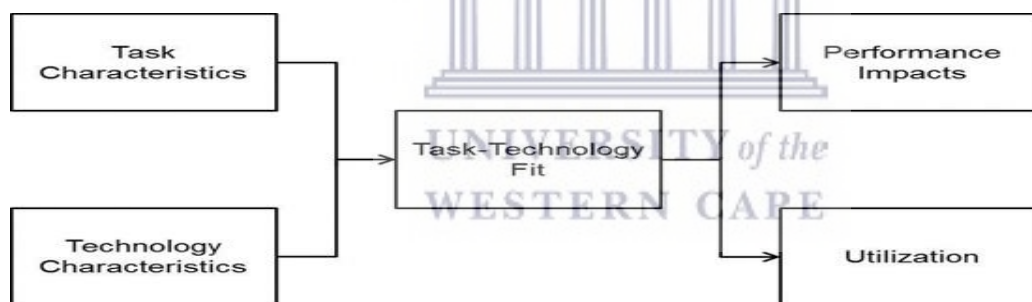 Task
Characteristics
Performance
Impacts
Task-Technology
Fit
UNIVERSITY of the
WESTERN CAPE
Technology
Characteristics
Utilization